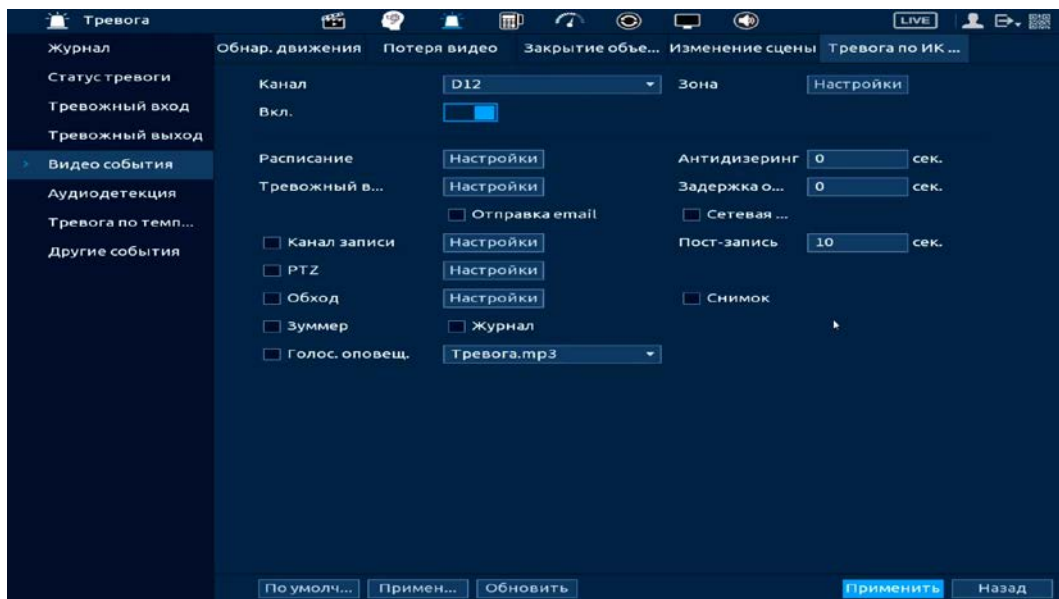 Тревога LIVE
Журнал
Статус тревоги
Тревожный вход
Тревожный выход
Видео события
Аудиодетекция
Тревога по темп...
Другие события
Обнар. движения Потеря видео Закрытие объе... Изменение сцены Тревога по ИК ...
Канал D12 Зона Настройки
Вкл.
Расписание Настройки Антидизеринг 0 сек.
Тревожный в... Настройки Задержка о... 0 сек.
Отправка email Сетевая ...
Канал записи Настройки Пост-запись 10 сек.
PTZ Настройки
Обход Настройки Снимок
Зуммер Журнал
Голос. оповещ. Тревога.mp3
По умолч... Примен... Обновить Применить Назад